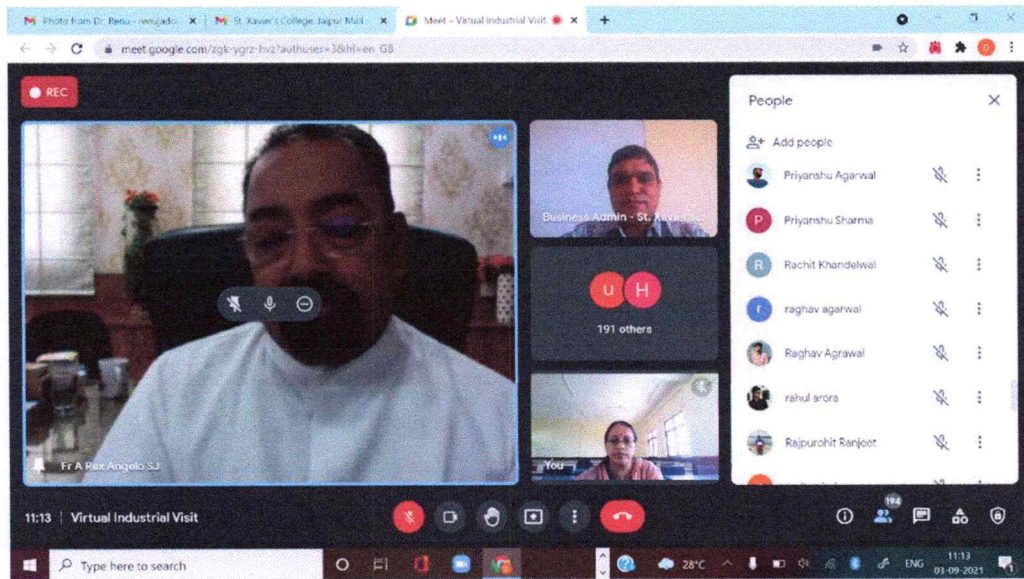 Photo from Dr. Renu - renujado
St. Xavier's College Jaipur Mail
Meet – Virtual Industrial Visit
meet.google.com/zgk-ygrz-hvz?authuser=3&hl=en_GB
REC
Fr A Rex Angelo SJ
Business Admin - St. Xavier's
u
H
191 others
You
People
Add people
Priyanshu Agarwal
P
Priyanshu Sharma
R
Rachit Khandelwal
r
raghav agarwal
Raghav Agrawal
rahul arora
Rajpurohit Ranjeet
11:13 | Virtual Industrial Visit
194
Type here to search
28°C
ENG
11:13
03-09-2021